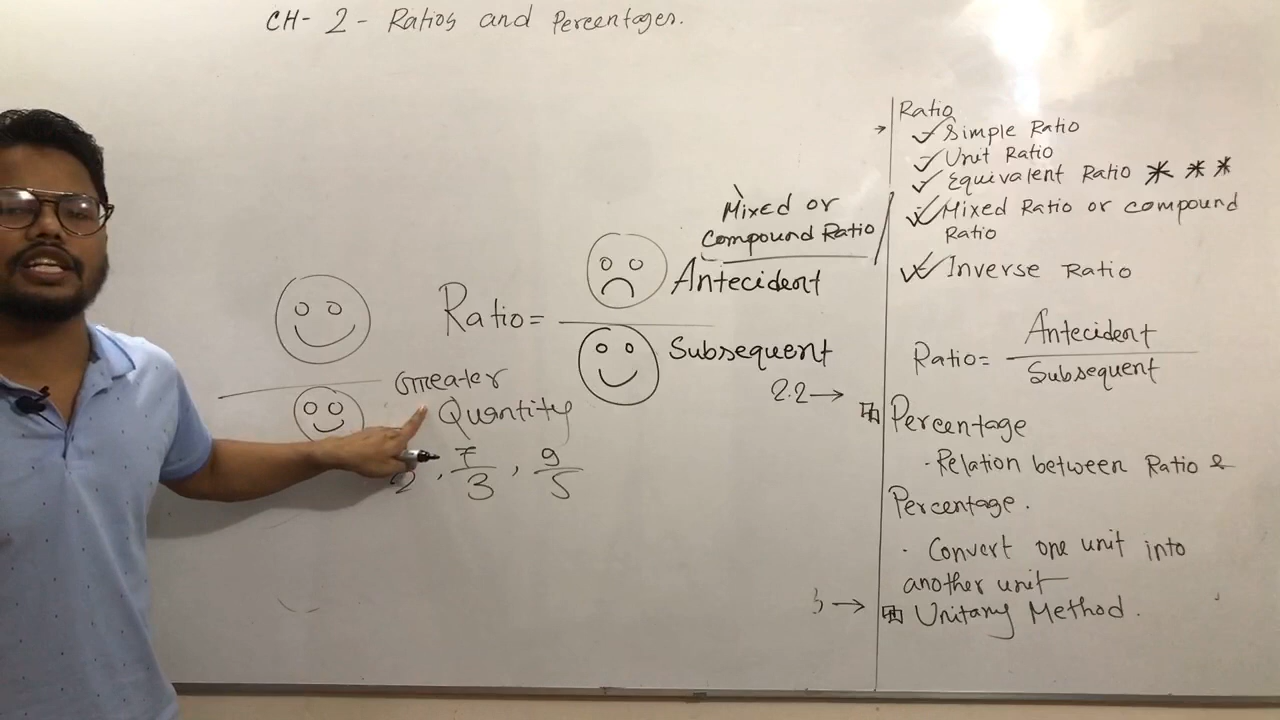 CH- 2 - Ratios and Percentages.
Mixed or
Compound Ratio
Ratio=
Antecident
Subsequent
Greater
Quantity
2 , 7/3 , 9/5
Ratio
Simple Ratio
Unit Ratio
Equivalent Ratio * * *
Mixed Ratio or compound
Ratio
Inverse Ratio
Ratio= Antecident
Subsequent
2.2 →
Percentage
· Relation between Ratio &
Percentage.
· Convert one unit into
another unit
→ Unitary Method.